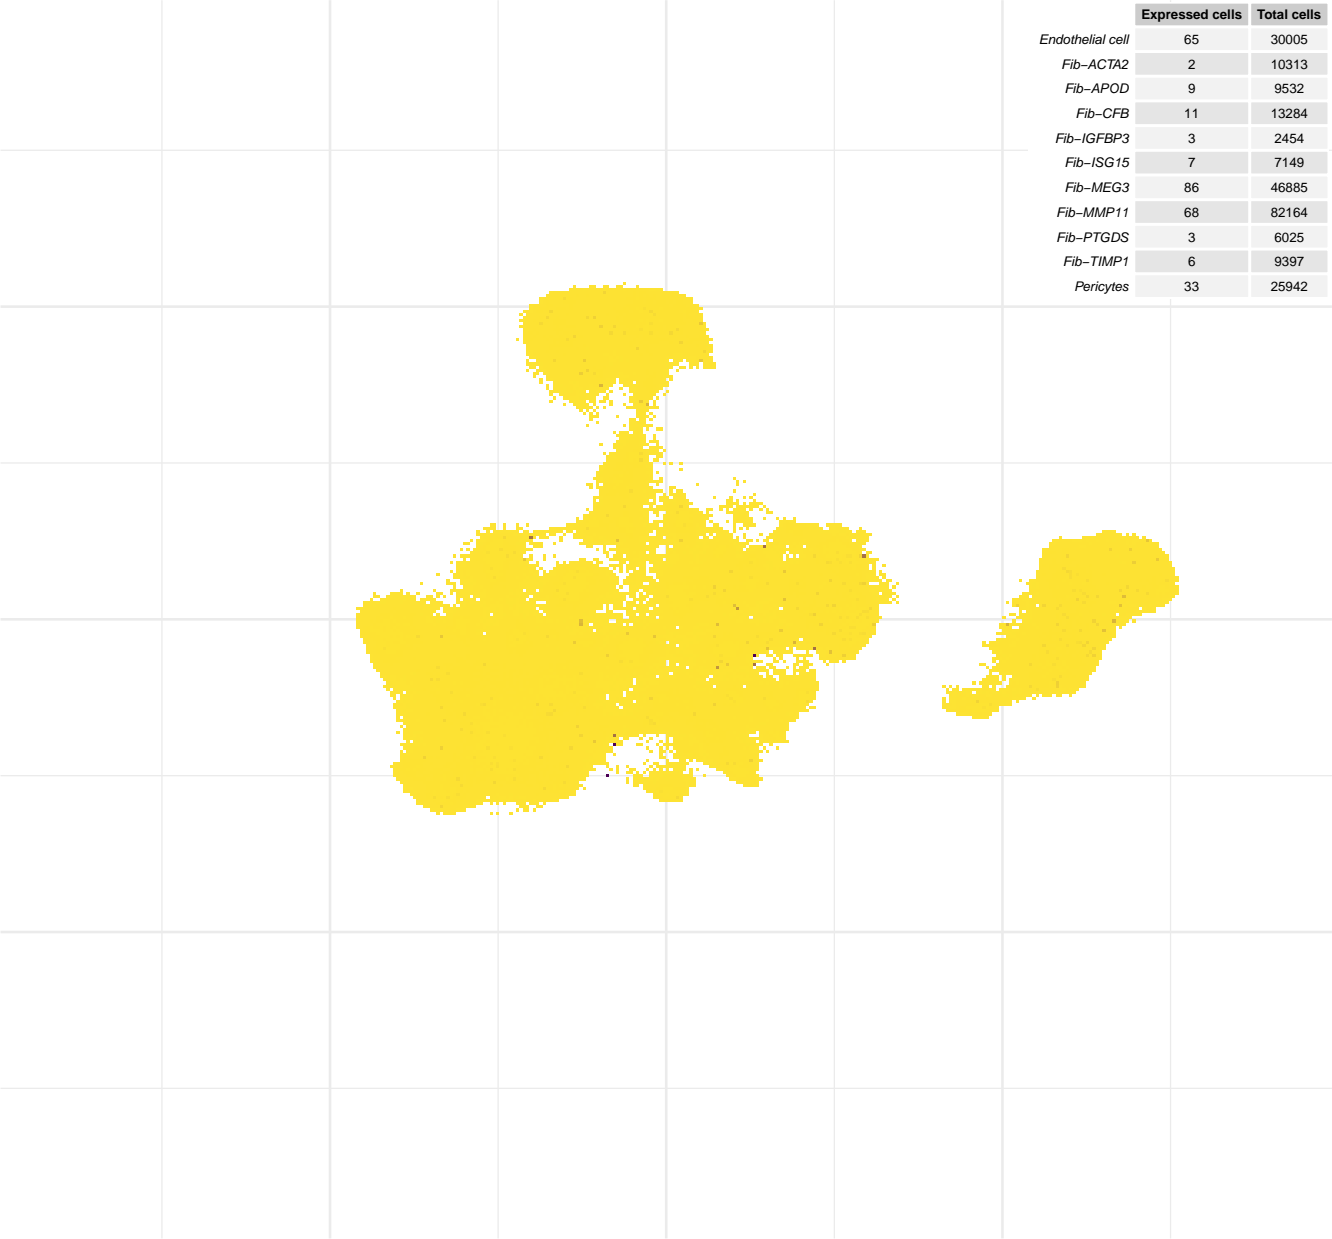 Expressed cells Total cells
Endothelial cell 65 30005
Fib−ACTA2 2 10313
Fib−APOD 9 9532
Fib−CFB 11 13284
Fib−IGFBP3 3 2454
Fib−ISG15 7 7149
Fib−MEG3 86 46885
Fib−MMP11 68 82164
Fib−PTGDS 3 6025
Fib−TIMP1 6 9397
Pericytes 33 25942